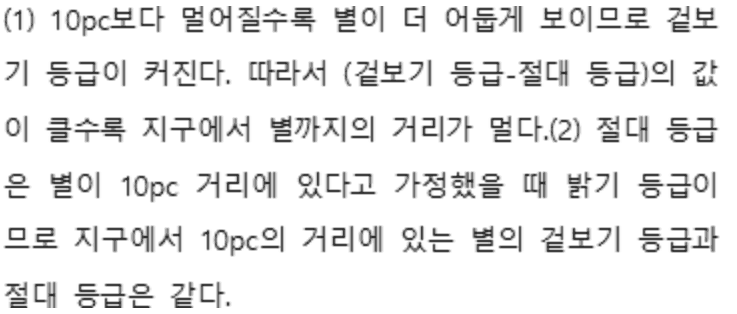 (1) 10pc보다 멀어질수록 별이 더 어둡게 보이므로 겉보
기 등급이 커진다. 따라서 (겉보기 등급-절대 등급)의 값
이 클수록 지구에서 별까지의 거리가 멀다.(2) 절대 등급
은 별이 10pc 거리에 있다고 가정했을 때 밝기 등급이
므로 지구에서 10pc의 거리에 있는 별의 겉보기 등급과
절대 등급은 같다.